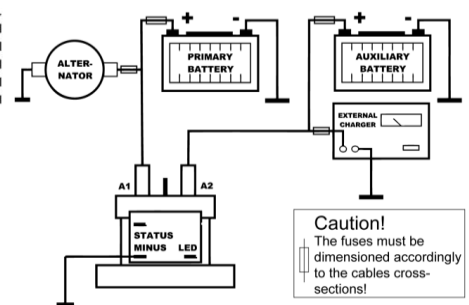 + -
+ -
ALTER-
NATOR
PRIMARY
BATTERY
AUXILIARY
BATTERY
EXTERNAL
CHARGER
A1
A2
STATUS
MINUS LED
Caution!
The fuses must be
dimensioned accordingly
to the cables cross-
sections!